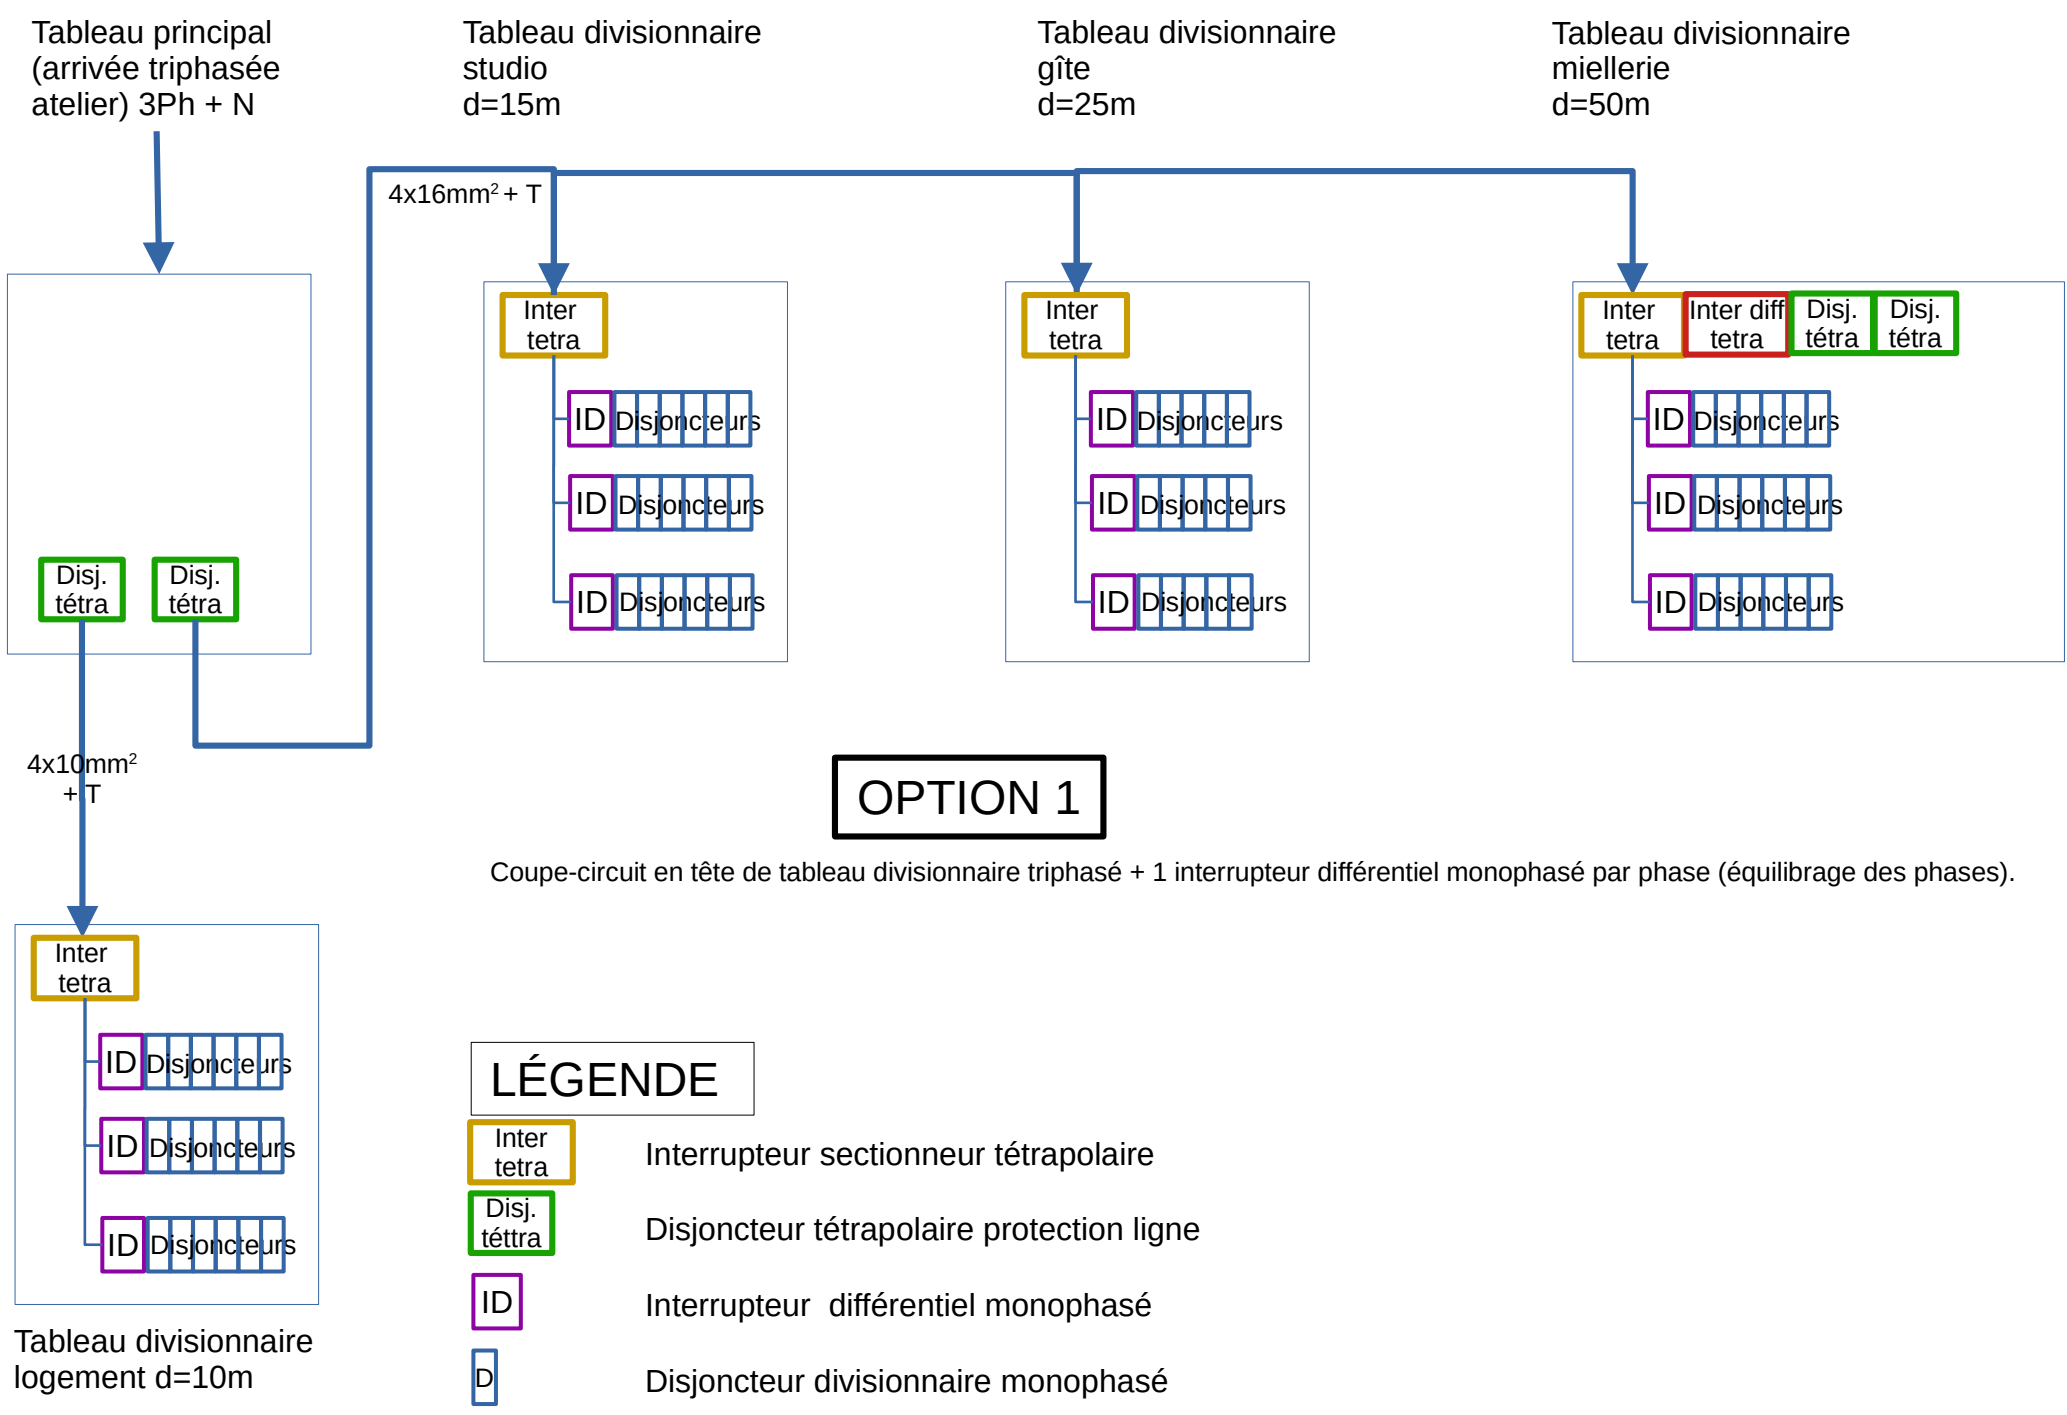 Tableau principal
(arrivée triphasée
atelier) 3Ph + N
Tableau divisionnaire
studio
d=15m
Tableau divisionnaire
gîte
d=25m
Tableau divisionnaire
miellerie
d=50m
4x16mm² + T
Inter
tetra
Inter
tetra
Inter
tetra
Inter diff
tetra
Disj.
tétra
Disj.
tétra
ID Disjoncteurs
ID Disjoncteurs
ID Disjoncteurs
ID Disjoncteurs
ID Disjoncteurs
ID Disjoncteurs
ID Disjoncteurs
ID Disjoncteurs
ID Disjoncteurs
Disj.
tétra
Disj.
tétra
4x10mm²
+ T
OPTION 1
Coupe-circuit en tête de tableau divisionnaire triphasé + 1 interrupteur différentiel monophasé par phase (équilibrage des phases).
Inter
tetra
ID Disjoncteurs
ID Disjoncteurs
ID Disjoncteurs
Tableau divisionnaire
logement d=10m
LÉGENDE
Inter
tetra
Interrupteur sectionneur tétrapolaire
Disj.
téttra
Disjoncteur tétrapolaire protection ligne
ID
Interrupteur  différentiel monophasé
D
Disjoncteur divisionnaire monophasé